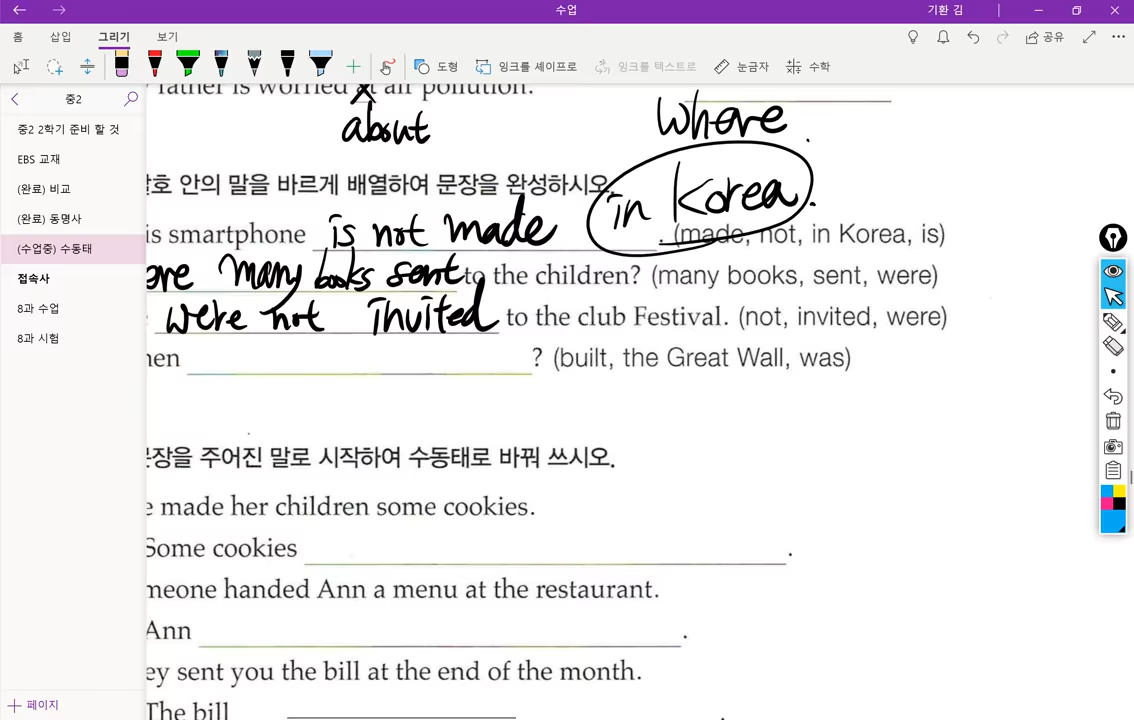 수업
기환 김
홈 삽입 그리기 보기
도형 잉크를 셰이프로 잉크를 텍스트로 눈금자 수학 공유
중2
중2 2학기 준비 할 것
EBS 교재
(완료) 비교
(완료) 동명사
(수업중) 수동태
접속사
8과 수업
8과 시험
페이지
father is worried at air pollution.
about
where
말을 바르게 배열하여 문장을 완성하시오.
in Korea.
is smartphone is not made . (made, not, in Korea, is)
ere many books sent to the children? (many books, sent, were)
were not invited to the club Festival. (not, invited, were)
hen ? (built, the Great Wall, was)
문장을 주어진 말로 시작하여 수동태로 바꿔 쓰시오.
e made her children some cookies.
Some cookies .
meone handed Ann a menu at the restaurant.
Ann .
ey sent you the bill at the end of the month.
The bill .